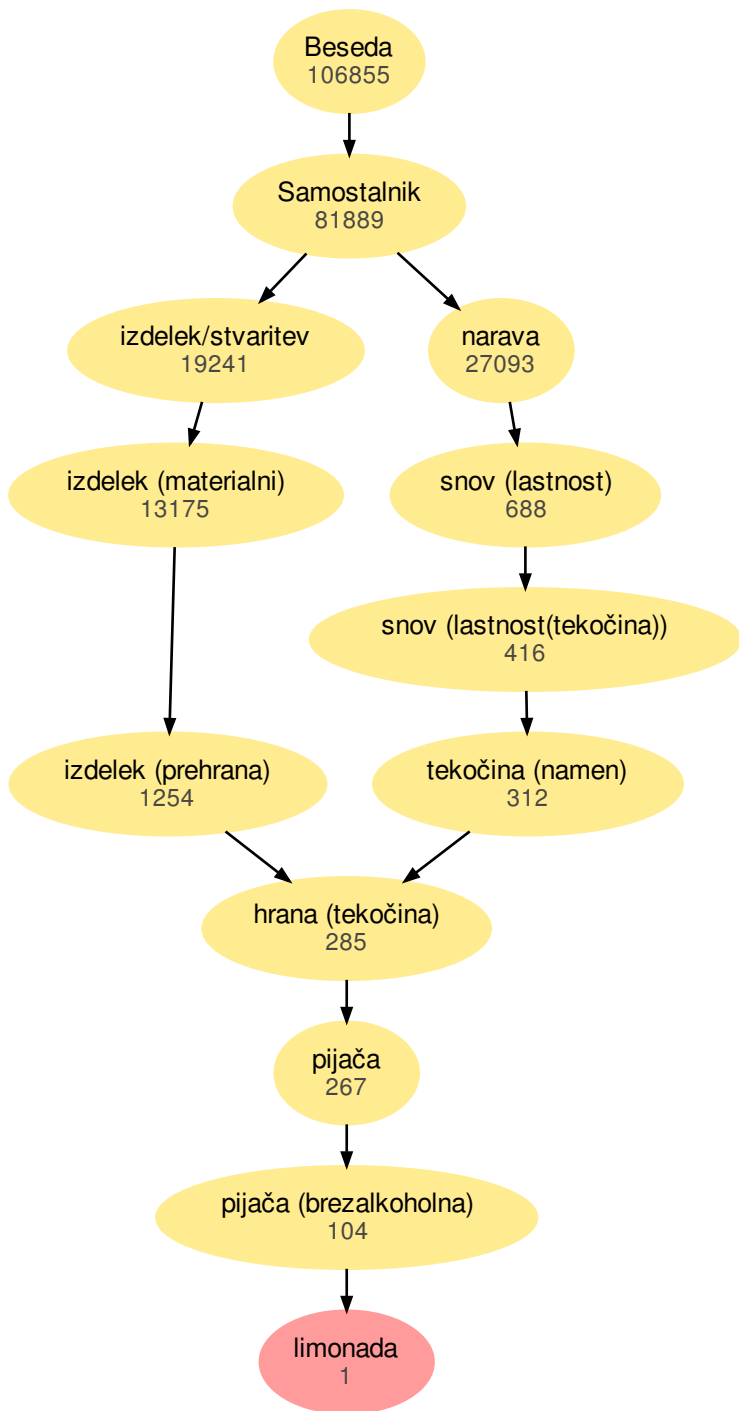 Beseda
106855
Samostalnik
81889
izdelek/stvaritev
19241
narava
27093
izdelek (materialni)
13175
snov (lastnost)
688
snov (lastnost(tekočina))
416
izdelek (prehrana)
1254
tekočina (namen)
312
hrana (tekočina)
285
pijača
267
pijača (brezalkoholna)
104
limonada
1